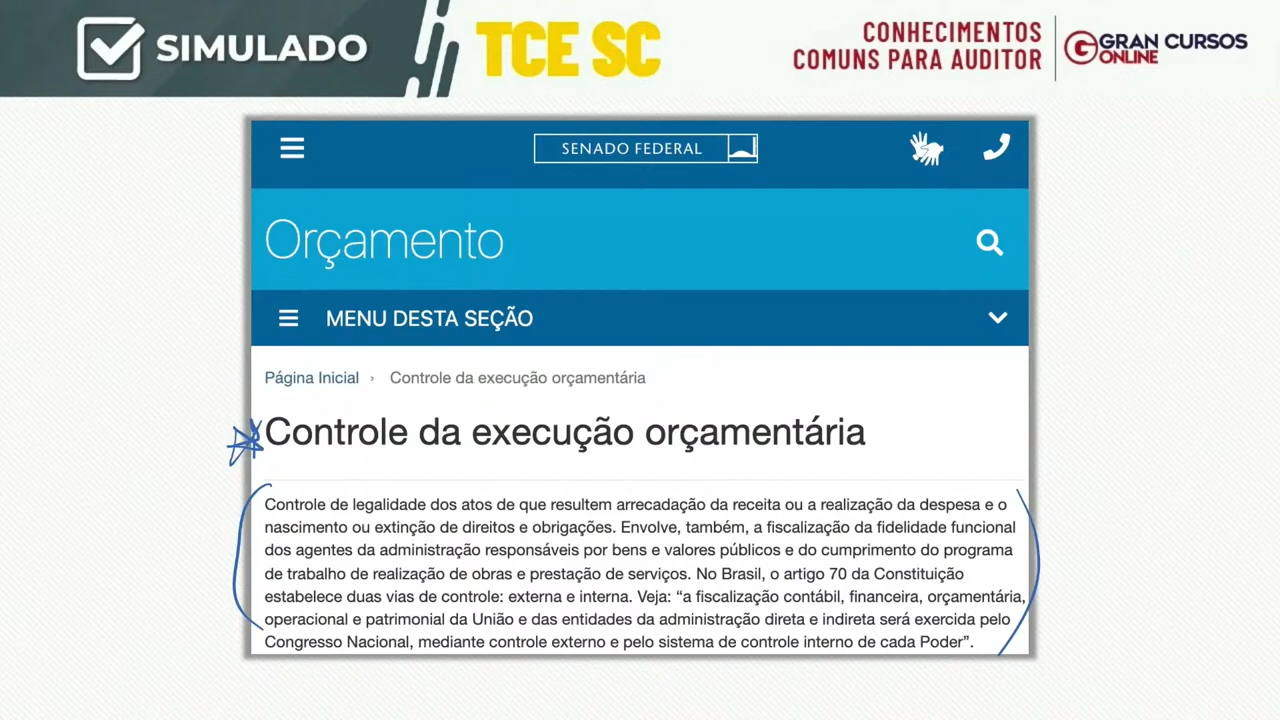 SIMULADO
TCE SC
CONHECIMENTOS
COMUNS PARA AUDITOR
GRAN CURSOS
ONLINE
SENADO FEDERAL
Orçamento
MENU DESTA SEÇÃO
Página Inicial › Controle da execução orçamentária
Controle da execução orçamentária
Controle de legalidade dos atos de que resultem arrecadação da receita ou a realização da despesa e o
nascimento ou extinção de direitos e obrigações. Envolve, também, a fiscalização da fidelidade funcional
dos agentes da administração responsáveis por bens e valores públicos e do cumprimento do programa
de trabalho de realização de obras e prestação de serviços. No Brasil, o artigo 70 da Constituição
estabelece duas vias de controle: externa e interna. Veja: “a fiscalização contábil, financeira, orçamentária,
operacional e patrimonial da União e das entidades da administração direta e indireta será exercida pelo
Congresso Nacional, mediante controle externo e pelo sistema de controle interno de cada Poder”.